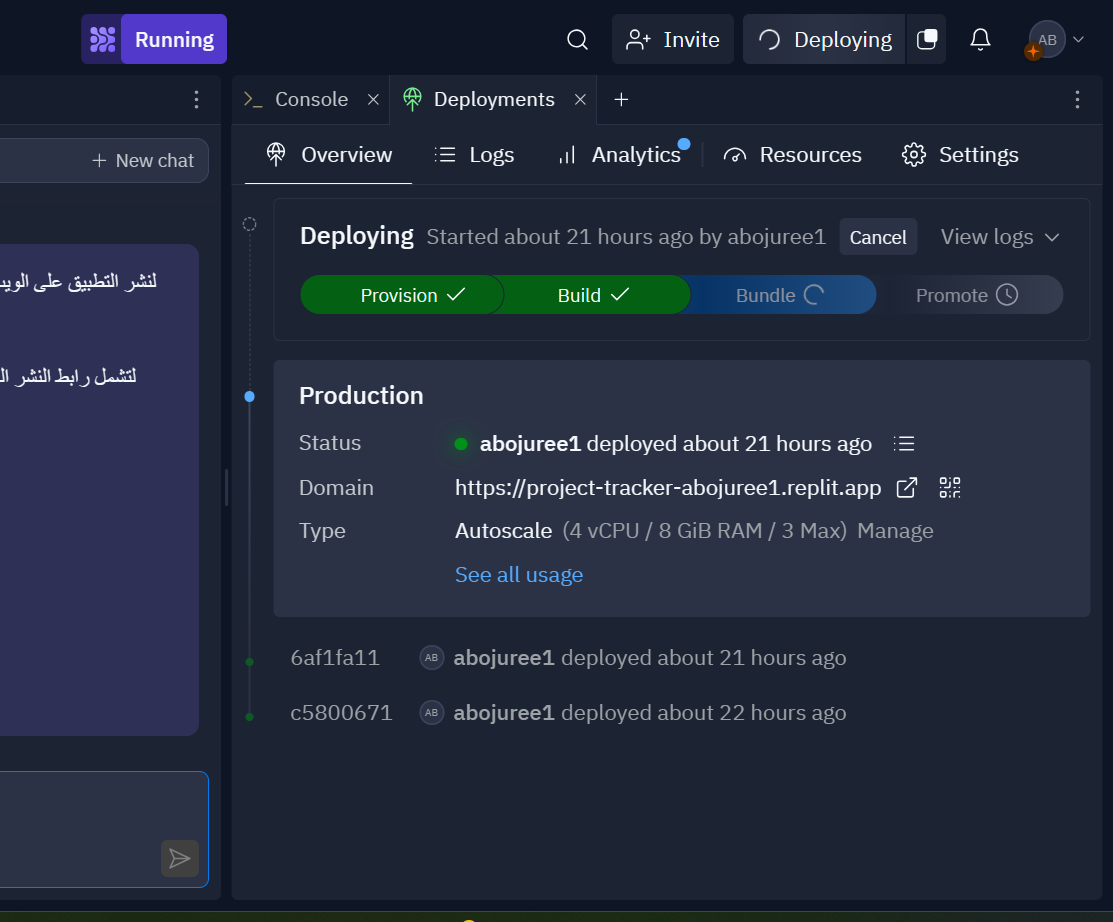 Running
Invite
Deploying
AB
Console
Deployments
New chat
Overview
Logs
Analytics
Resources
Settings
لنشر التطبيق على
لتشمل رابط النشر
Deploying Started about 21 hours ago by abojuree1 Cancel View logs
Provision Build Bundle Promote
Production
Status abojuree1 deployed about 21 hours ago
Domain https://project-tracker-abojuree1.replit.app
Type Autoscale (4 vCPU / 8 GiB RAM / 3 Max) Manage
See all usage
6af1fa11 AB abojuree1 deployed about 21 hours ago
c5800671 AB abojuree1 deployed about 22 hours ago